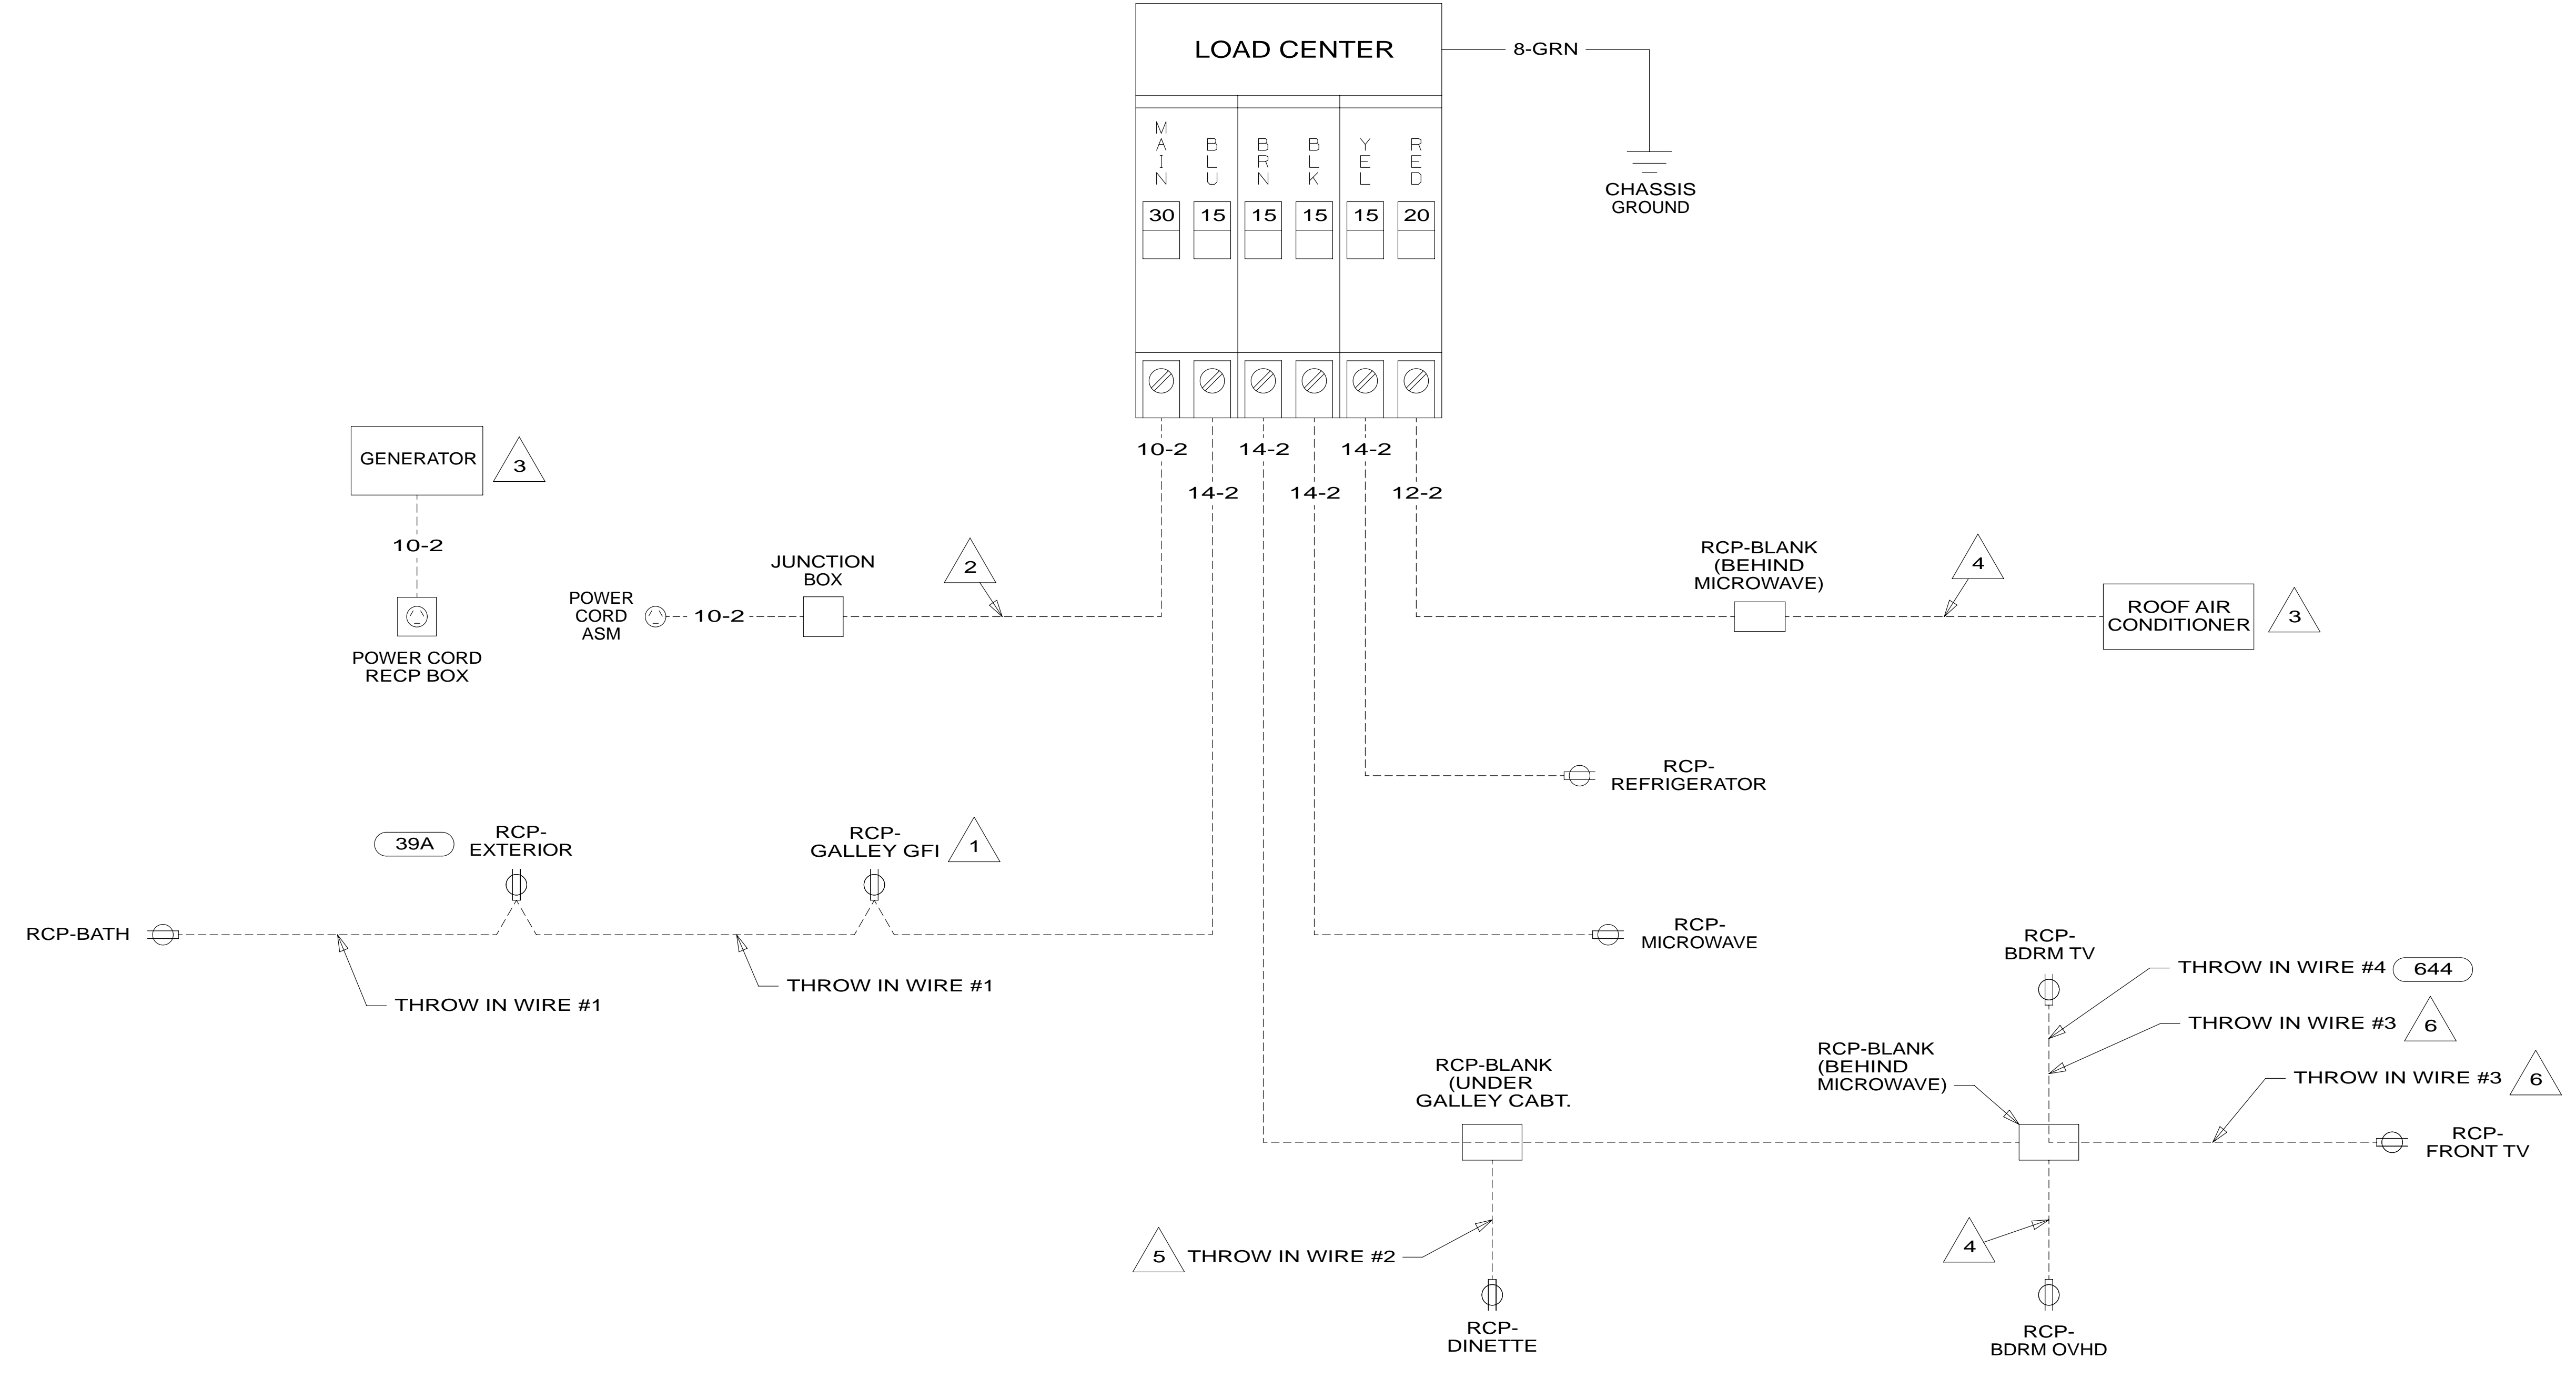 LOAD CENTER
8-GRN
MAIN
BLU
BRN
BLK
YEL
RED
30
15
15
15
15
20
CHASSIS
GROUND
10-2
14-2
14-2
14-2
14-2
12-2
GENERATOR
3
10-2
POWER CORD
RECP BOX
POWER
CORD
ASM
10-2
JUNCTION
BOX
2
RCP-BLANK
(BEHIND
MICROWAVE)
4
ROOF AIR
CONDITIONER
3
RCP-
REFRIGERATOR
39A
RCP-
EXTERIOR
RCP-
GALLEY GFI
1
RCP-BATH
THROW IN WIRE #1
THROW IN WIRE #1
RCP-
MICROWAVE
RCP-
BDRM TV
THROW IN WIRE #4
644
THROW IN WIRE #3
6
RCP-BLANK
(UNDER
GALLEY CABT.
RCP-BLANK
(BEHIND
MICROWAVE)
THROW IN WIRE #3
6
RCP-
FRONT TV
5
THROW IN WIRE #2
4
RCP-
DINETTE
RCP-
BDRM OVHD